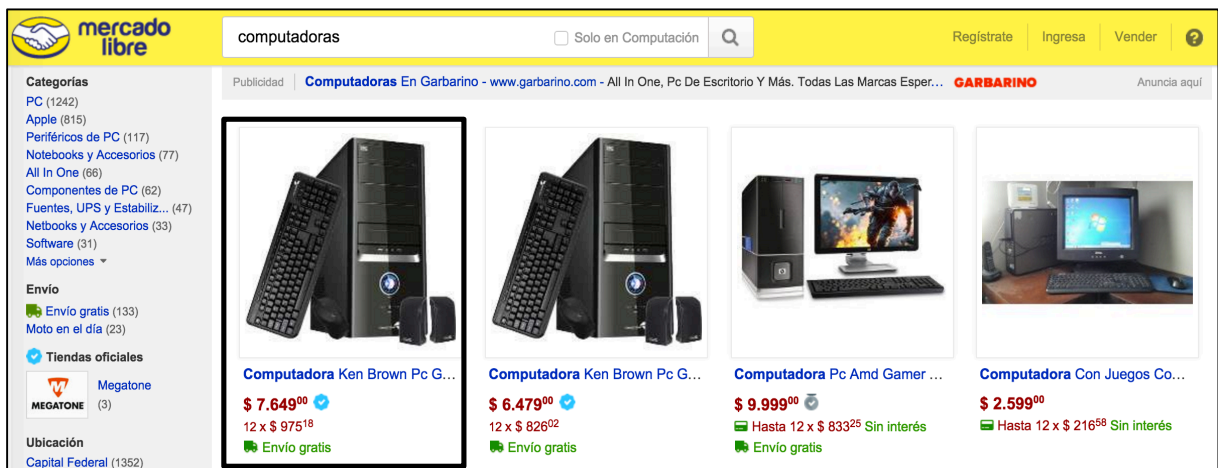 mercado
libre
computadoras
Solo en Computación
Regístrate
Ingresa
Vender
?
Categorías
PC (1242)
Apple (815)
Periféricos de PC (117)
Notebooks y Accesorios (77)
All In One (66)
Componentes de PC (62)
Fuentes, UPS y Estabiliz... (47)
Netbooks y Accesorios (33)
Software (31)
Más opciones
Envío
Envío gratis (133)
Moto en el día (23)
Tiendas oficiales
MEGATONE
Megatone
(3)
Ubicación
Capital Federal (1352)
Publicidad
Computadoras En Garbarino - www.garbarino.com - All In One, Pc De Escritorio Y Más. Todas Las Marcas Esper...
GARBARINO
Anuncia aquí
Computadora Ken Brown Pc G...
$ 7.649⁰⁰
12 x $ 975¹⁸
Envío gratis
Computadora Ken Brown Pc G...
$ 6.479⁰⁰
12 x $ 826⁰²
Envío gratis
Computadora Pc Amd Gamer ...
$ 9.999⁰⁰
Hasta 12 x $ 833²⁵ Sin interés
Envío gratis
Computadora Con Juegos Co...
$ 2.599⁰⁰
Hasta 12 x $ 216⁵⁸ Sin interés